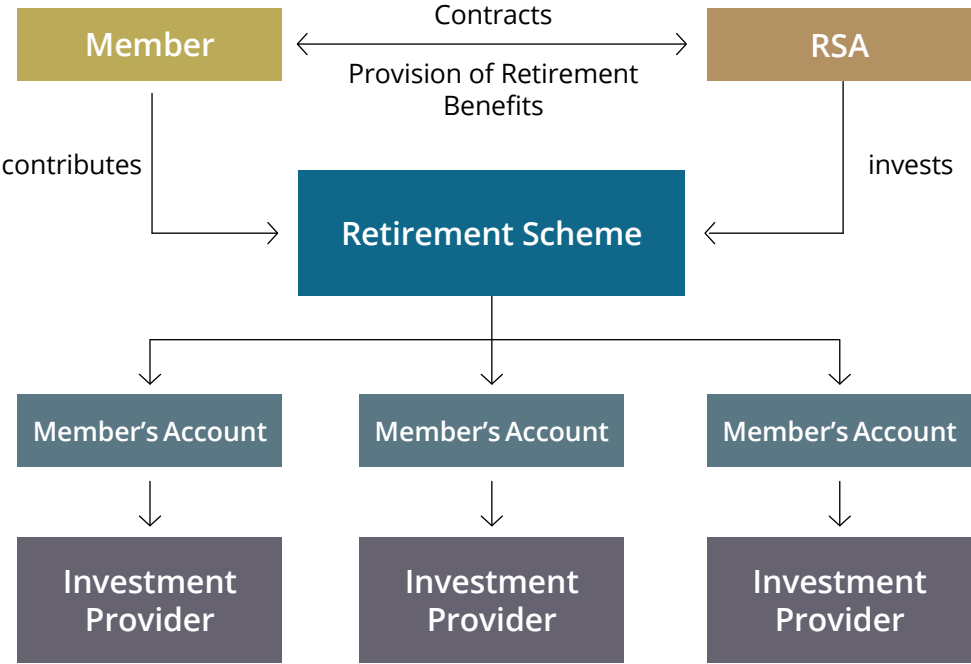 Contracts
Member
RSA
Provision of Retirement
Benefits
contributes
invests
Retirement Scheme
Member’s Account
Member’s Account
Member’s Account
Investment
Provider
Investment
Provider
Investment
Provider